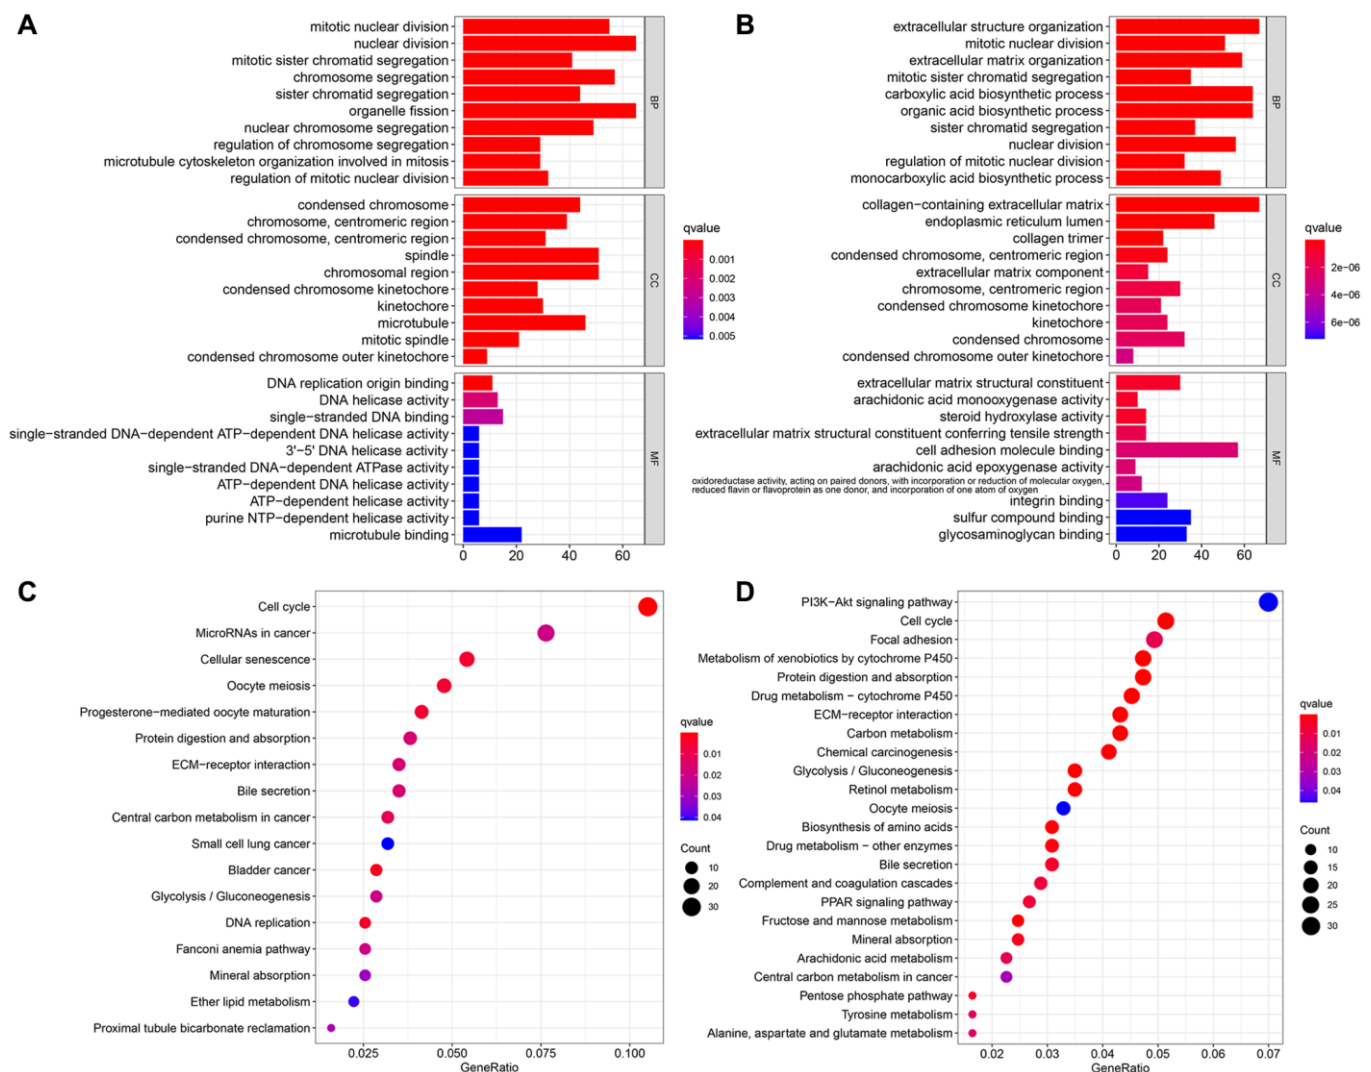 A
mitotic nuclear division
nuclear division
mitotic sister chromatid segregation
chromosome segregation
sister chromatid segregation
organelle fission
nuclear chromosome segregation
regulation of chromosome segregation
microtubule cytoskeleton organization involved in mitosis
regulation of mitotic nuclear division
BP
condensed chromosome
chromosome, centromeric region
condensed chromosome, centromeric region
spindle
chromosomal region
condensed chromosome kinetochore
kinetochore
microtubule
mitotic spindle
condensed chromosome outer kinetochore
CC
DNA replication origin binding
DNA helicase activity
single−stranded DNA binding
single−stranded DNA−dependent ATP−dependent DNA helicase activity
3'−5' DNA helicase activity
single−stranded DNA−dependent ATPase activity
ATP−dependent DNA helicase activity
ATP−dependent helicase activity
purine NTP−dependent helicase activity
microtubule binding
MF
0 20 40 60
qvalue
0.001
0.002
0.003
0.004
0.005
B
extracellular structure organization
mitotic nuclear division
extracellular matrix organization
mitotic sister chromatid segregation
carboxylic acid biosynthetic process
organic acid biosynthetic process
sister chromatid segregation
nuclear division
regulation of mitotic nuclear division
monocarboxylic acid biosynthetic process
BP
collagen−containing extracellular matrix
endoplasmic reticulum lumen
collagen trimer
condensed chromosome, centromeric region
extracellular matrix component
chromosome, centromeric region
condensed chromosome kinetochore
kinetochore
condensed chromosome
condensed chromosome outer kinetochore
CC
extracellular matrix structural constituent
arachidonic acid monooxygenase activity
steroid hydroxylase activity
extracellular matrix structural constituent conferring tensile strength
cell adhesion molecule binding
arachidonic acid epoxygenase activity
oxidoreductase activity, acting on paired donors, with incorporation or reduction of molecular oxygen,
reduced flavin or flavoprotein as one donor, and incorporation of one atom of oxygen
integrin binding
sulfur compound binding
glycosaminoglycan binding
MF
0 20 40 60
qvalue
2e−06
4e−06
6e−06
C
Cell cycle
MicroRNAs in cancer
Cellular senescence
Oocyte meiosis
Progesterone−mediated oocyte maturation
Protein digestion and absorption
ECM−receptor interaction
Bile secretion
Central carbon metabolism in cancer
Small cell lung cancer
Bladder cancer
Glycolysis / Gluconeogenesis
DNA replication
Fanconi anemia pathway
Mineral absorption
Ether lipid metabolism
Proximal tubule bicarbonate reclamation
0.025 0.050 0.075 0.100
GeneRatio
qvalue
0.01
0.02
0.03
0.04
Count
10
20
30
D
PI3K−Akt signaling pathway
Cell cycle
Focal adhesion
Metabolism of xenobiotics by cytochrome P450
Protein digestion and absorption
Drug metabolism − cytochrome P450
ECM−receptor interaction
Carbon metabolism
Chemical carcinogenesis
Glycolysis / Gluconeogenesis
Retinol metabolism
Oocyte meiosis
Biosynthesis of amino acids
Drug metabolism − other enzymes
Bile secretion
Complement and coagulation cascades
PPAR signaling pathway
Fructose and mannose metabolism
Mineral absorption
Arachidonic acid metabolism
Central carbon metabolism in cancer
Pentose phosphate pathway
Tyrosine metabolism
Alanine, aspartate and glutamate metabolism
0.02 0.03 0.04 0.05 0.06 0.07
GeneRatio
qvalue
0.01
0.02
0.03
0.04
Count
10
15
20
25
30